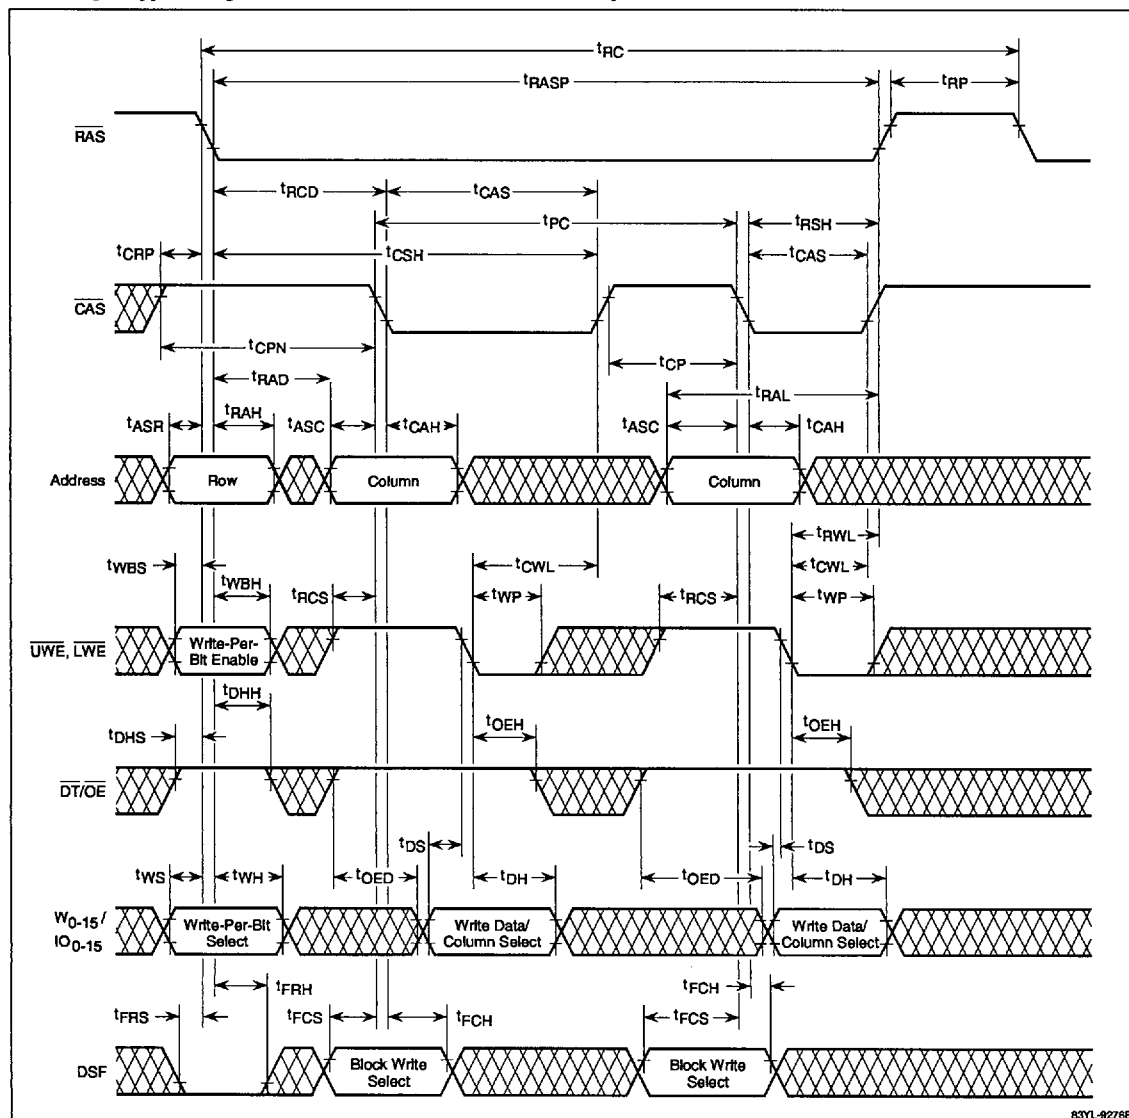 tRC
tRASP
tRP
RAS
tRCD
tCAS
tPC
tRSH
tCRP
tCSH
tCAS
CAS
tCPN
tCP
tRAD
tRAL
tASR
tRAH
tASC
tCAH
tASC
tCAH
Address
Row
Column
Column
tRWL
tWBS
tCWL
tCWL
tWBH
tRCS
tWP
tRCS
tWP
UWE, LWE
Write-Per-
Bit Enable
tDHH
tDHS
tOEH
tOEH
DT/OE
tDS
tDS
tWS
tWH
tOED
tDH
tOED
tDH
W0-15/
IO0-15
Write-Per-Bit
Select
Write Data/
Column Select
Write Data/
Column Select
tFRH
tFCH
tFRS
tFCS
tFCH
tFCS
DSF
Block Write
Select
Block Write
Select